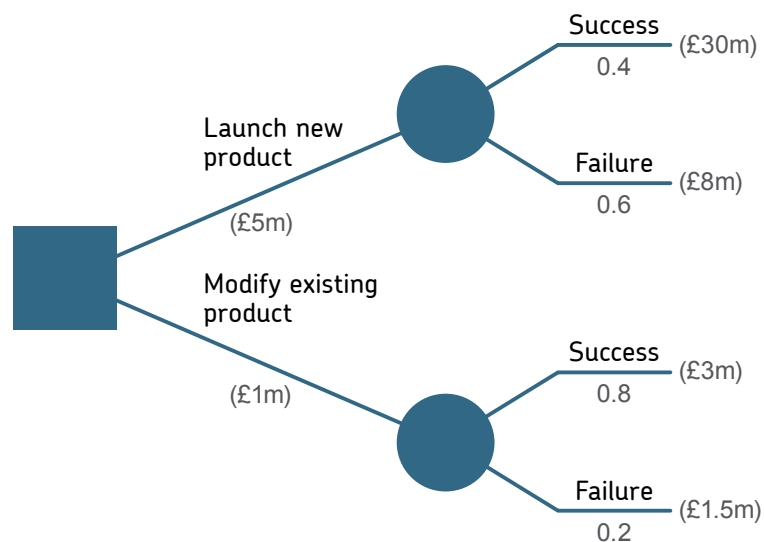 Success
(£30m)
0.4
Launch new
product
Failure
(£8m)
0.6
(£5m)
Modify existing
product
Success
(£3m)
0.8
(£1m)
Failure
(£1.5m)
0.2